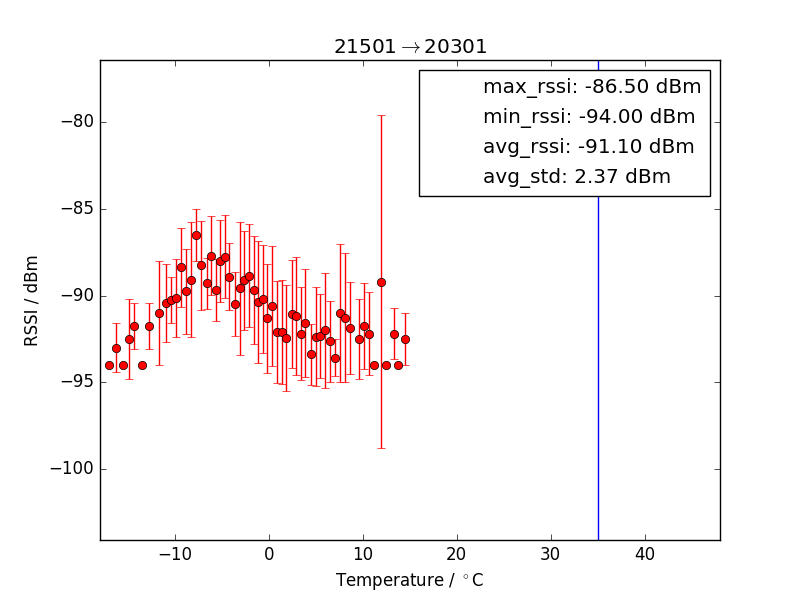 21501→20301
max_rssi: -86.50 dBm
min_rssi: -94.00 dBm
avg_rssi: -91.10 dBm
avg_std: 2.37 dBm
−80
−85
−90
−95
−100
RSSI / dBm
−10 0 10 20 30 40
Temperature / °C